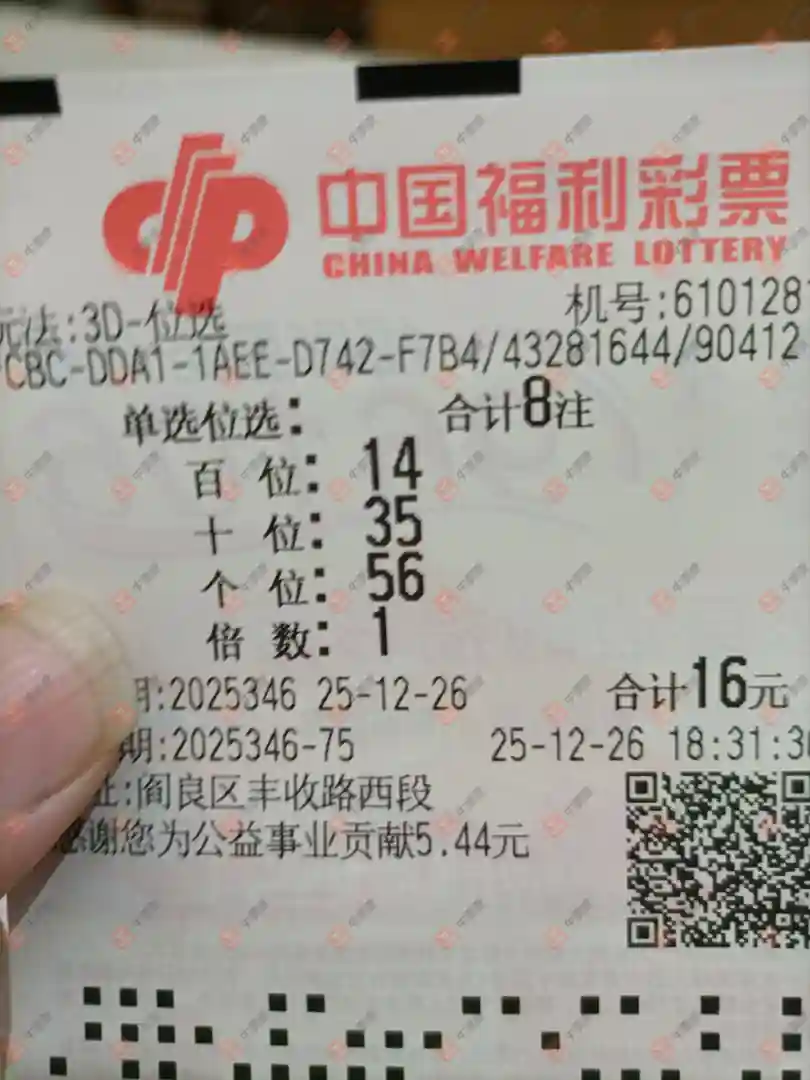 中国福利彩票
CHINA WELFARE LOTTERY
玩法:3D-位选 机号:6101281
CBC-DDA1-1AEE-D742-F7B4/43281644/90412
单选位选: 合计8注
百 位: 14
十 位: 35
个 位: 56
倍 数: 1
期:2025346 25-12-26 合计16元
期:2025346-75 25-12-26 18:31:3
址:阎良区丰收路西段
感谢您为公益事业贡献5.44元